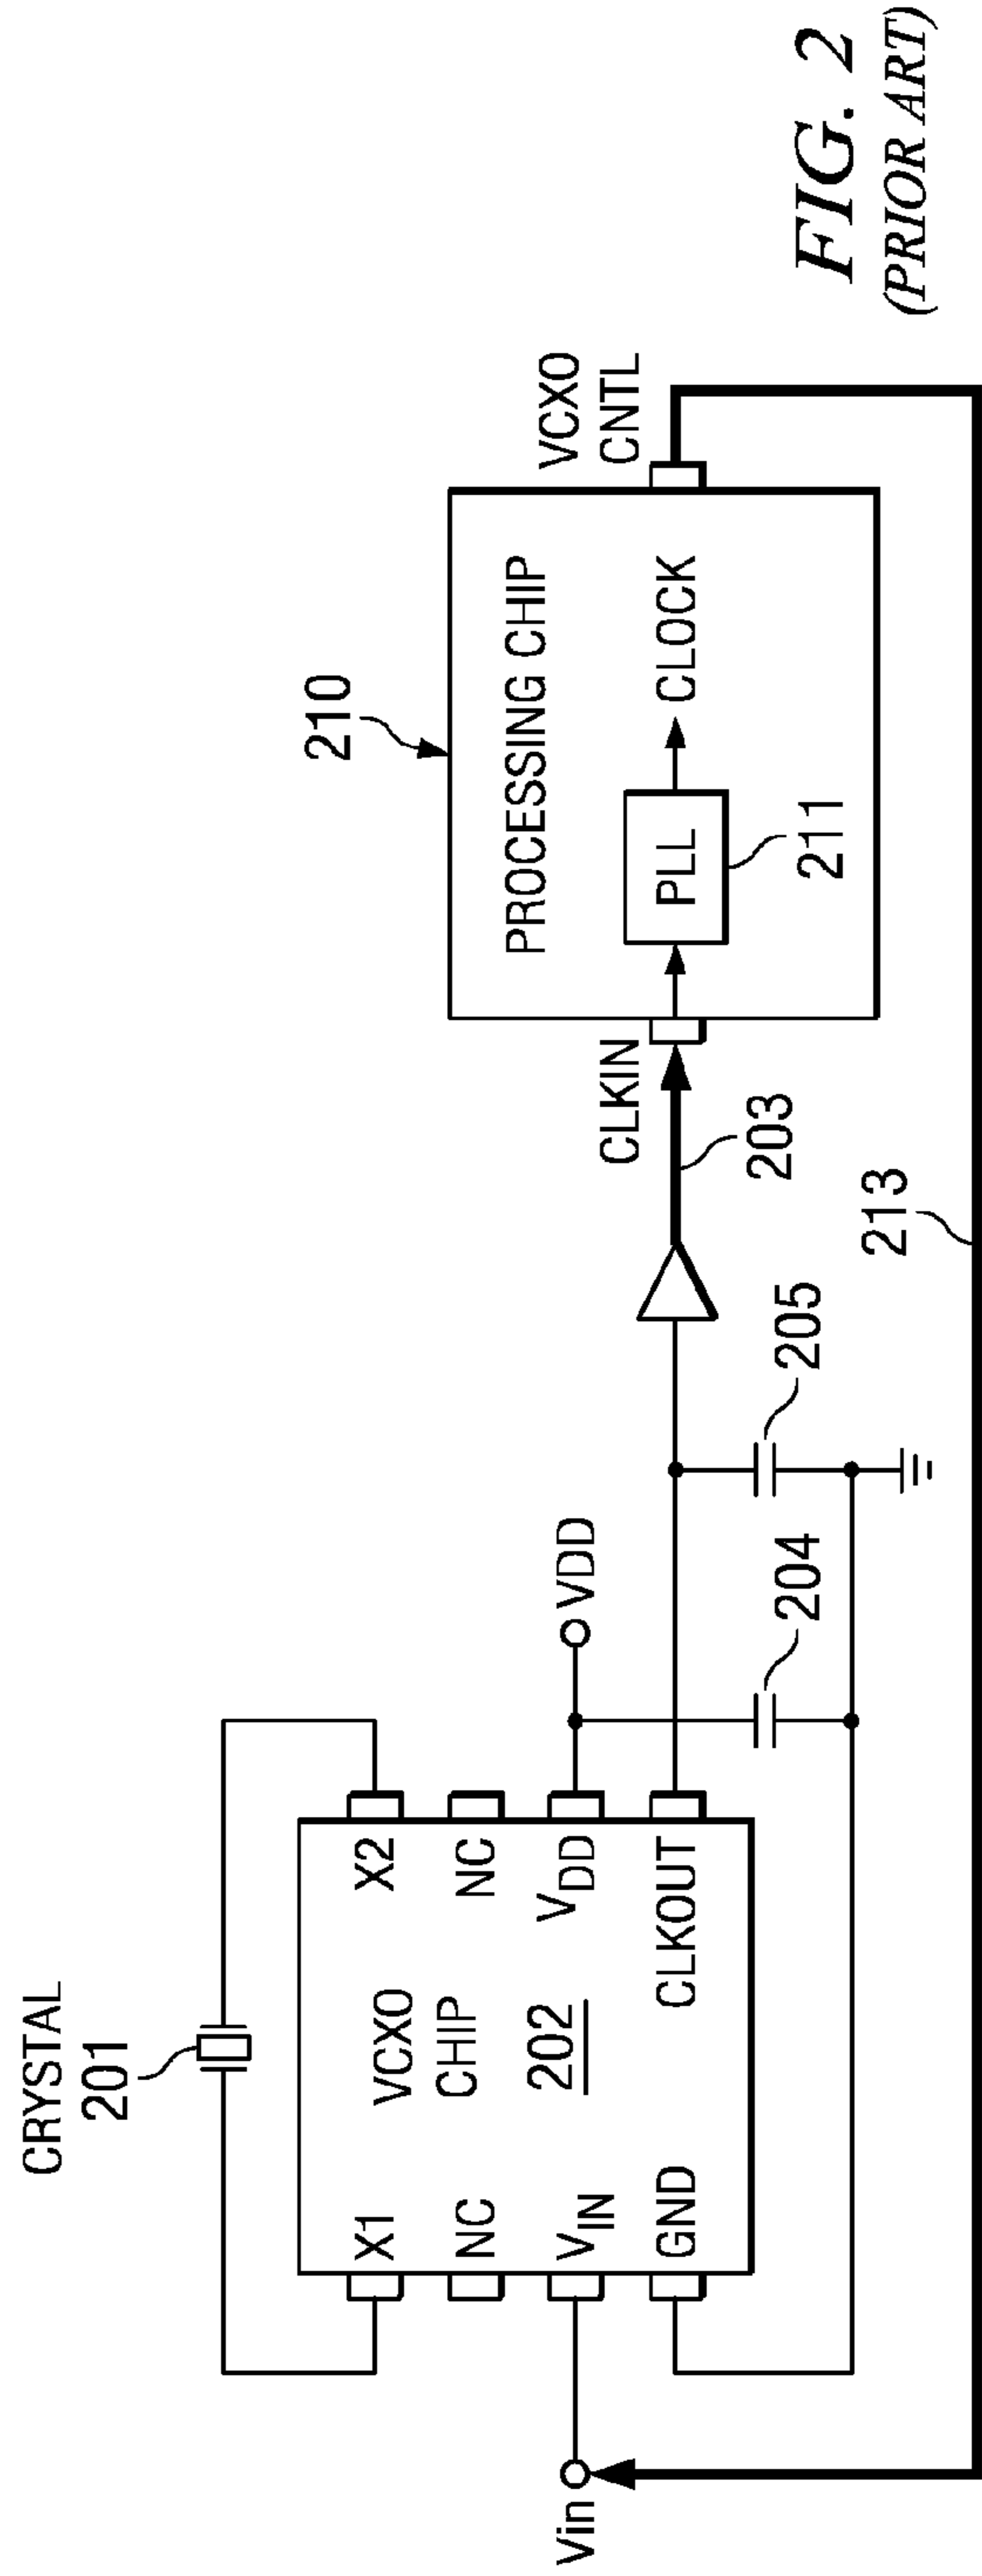 CRYSTAL
201
X1
X2
NC
NC
VCXO
CHIP
202
VIN
VDD
GND
CLKOUT
Vin
VDD
204
205
203
CLKIN
210
PROCESSING CHIP
PLL
CLOCK
211
VCXO
CNTL
213
FIG. 2
(PRIOR ART)